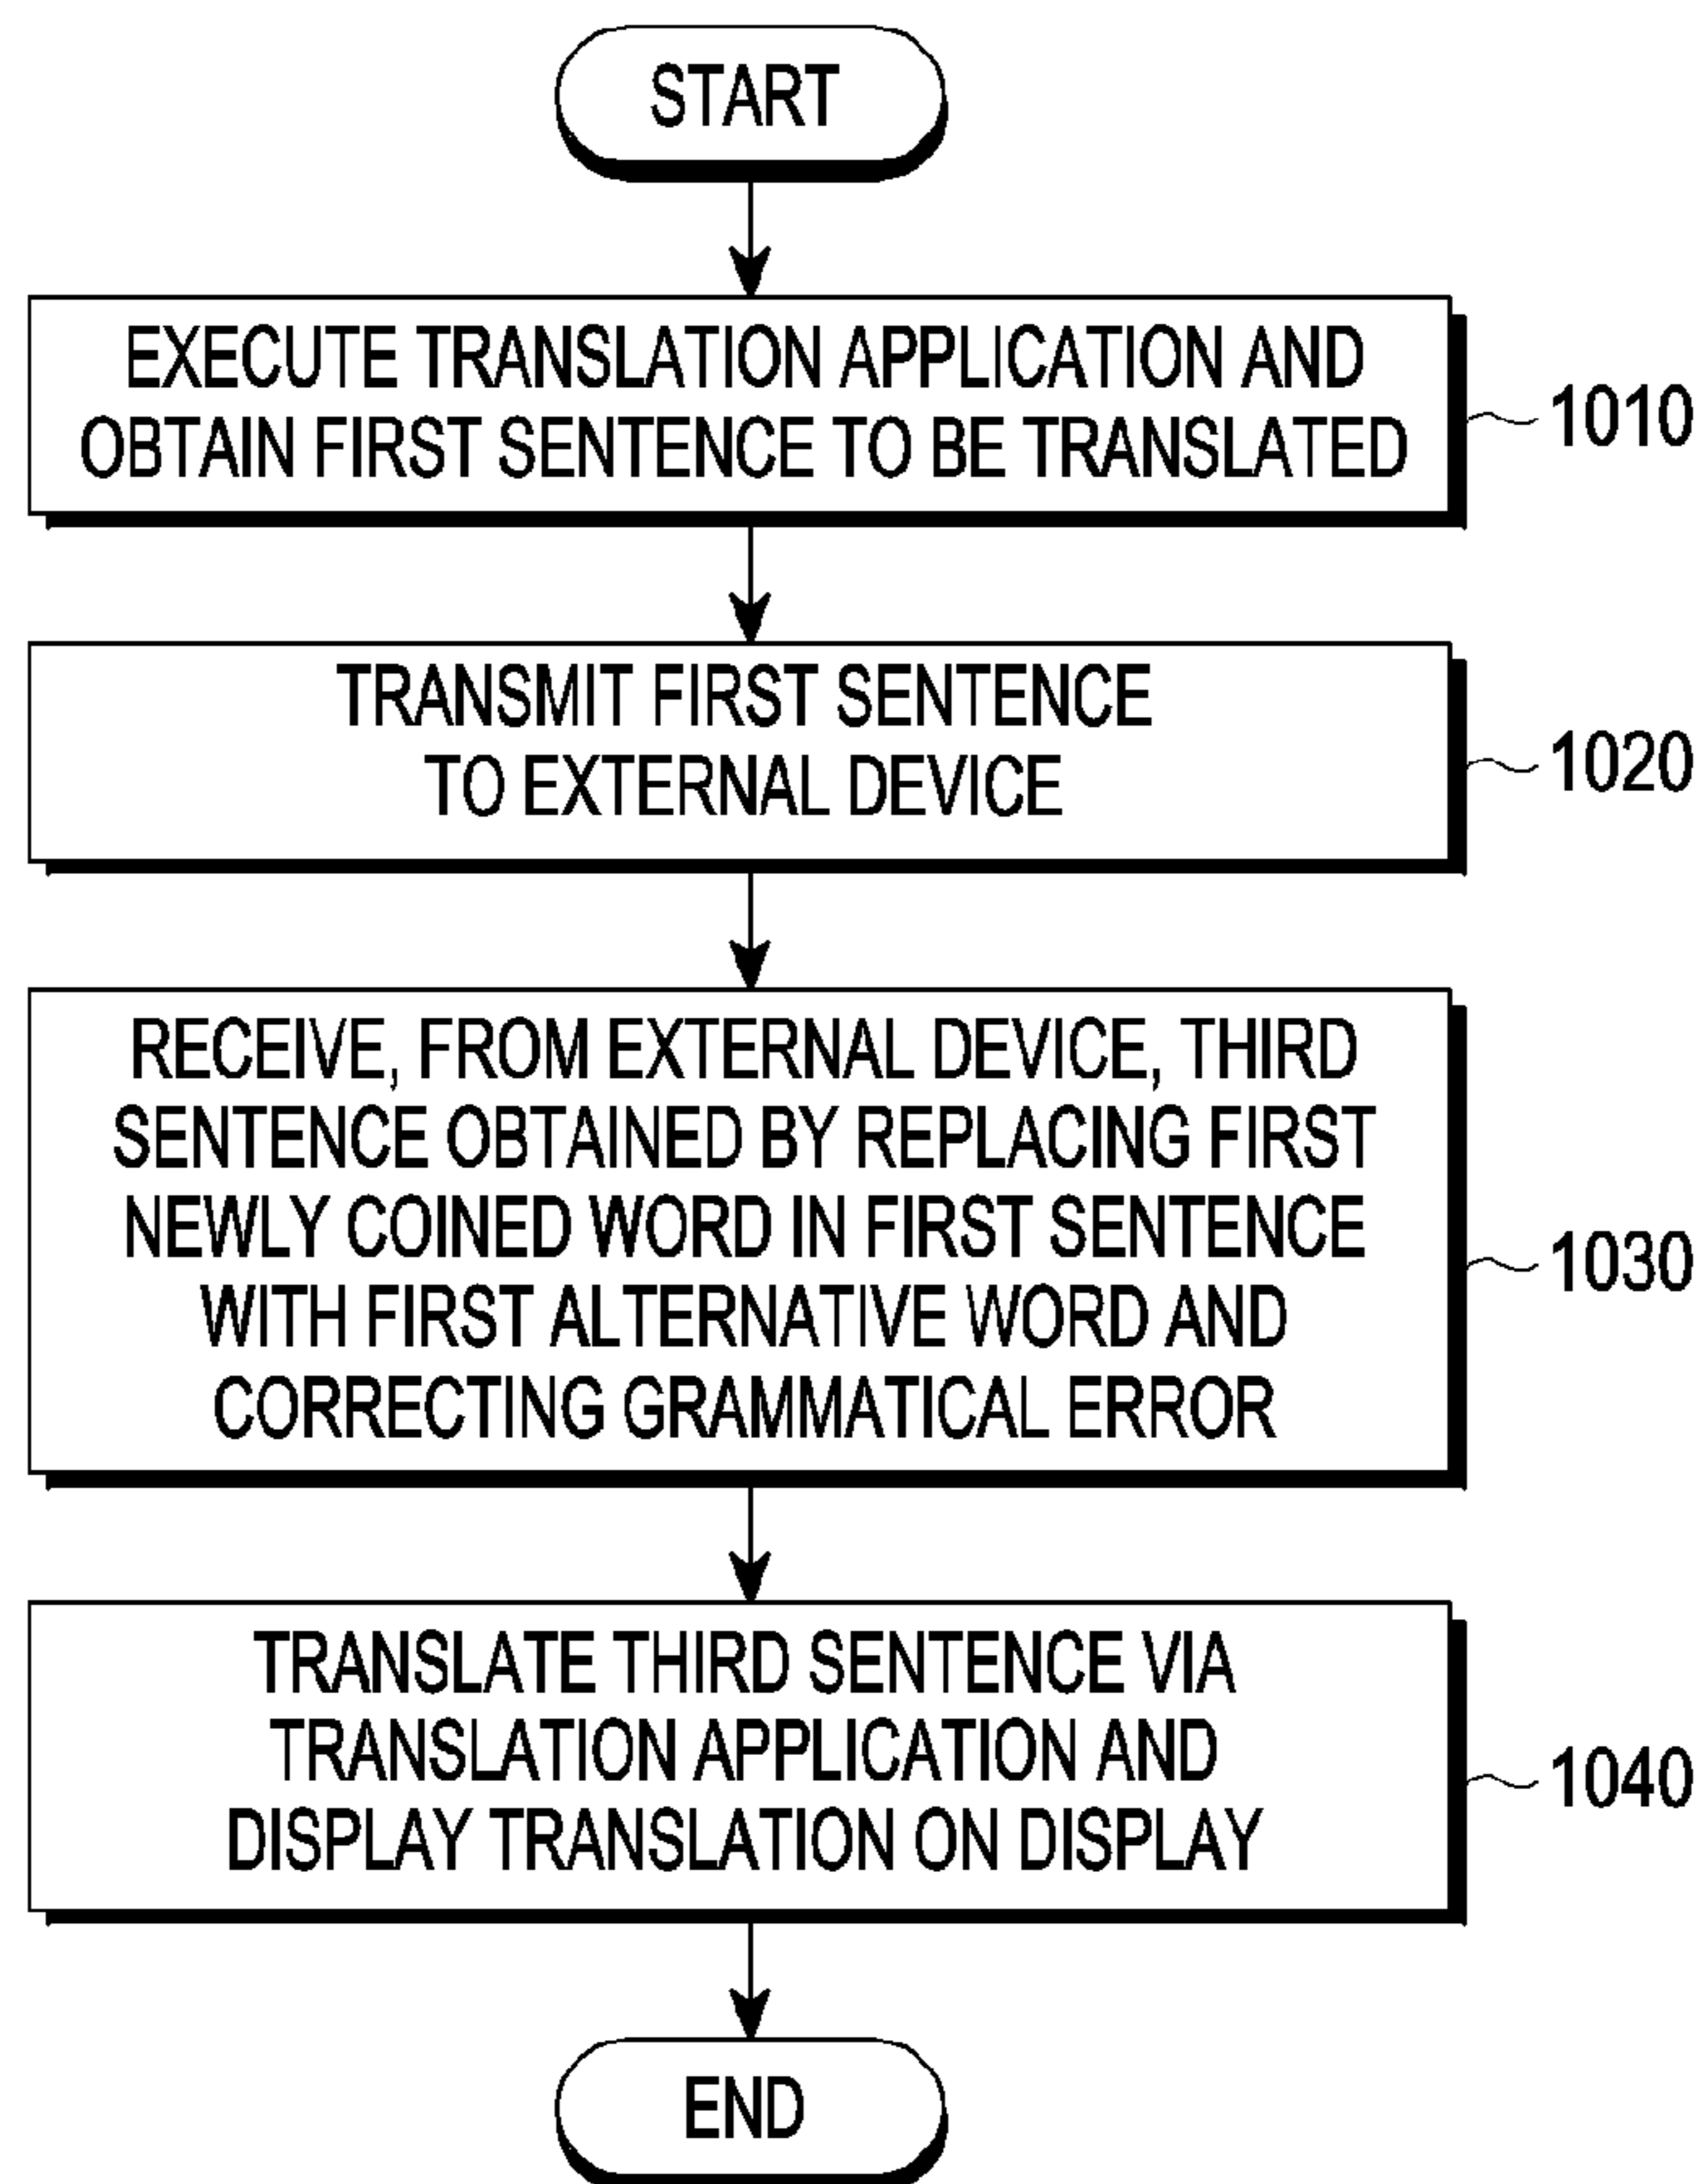 START
EXECUTE TRANSLATION APPLICATION AND
OBTAIN FIRST SENTENCE TO BE TRANSLATED
1010
TRANSMIT FIRST SENTENCE
TO EXTERNAL DEVICE
1020
RECEIVE, FROM EXTERNAL DEVICE, THIRD
SENTENCE OBTAINED BY REPLACING FIRST
NEWLY COINED WORD IN FIRST SENTENCE
WITH FIRST ALTERNATIVE WORD AND
CORRECTING GRAMMATICAL ERROR
1030
TRANSLATE THIRD SENTENCE VIA
TRANSLATION APPLICATION AND
DISPLAY TRANSLATION ON DISPLAY
1040
END